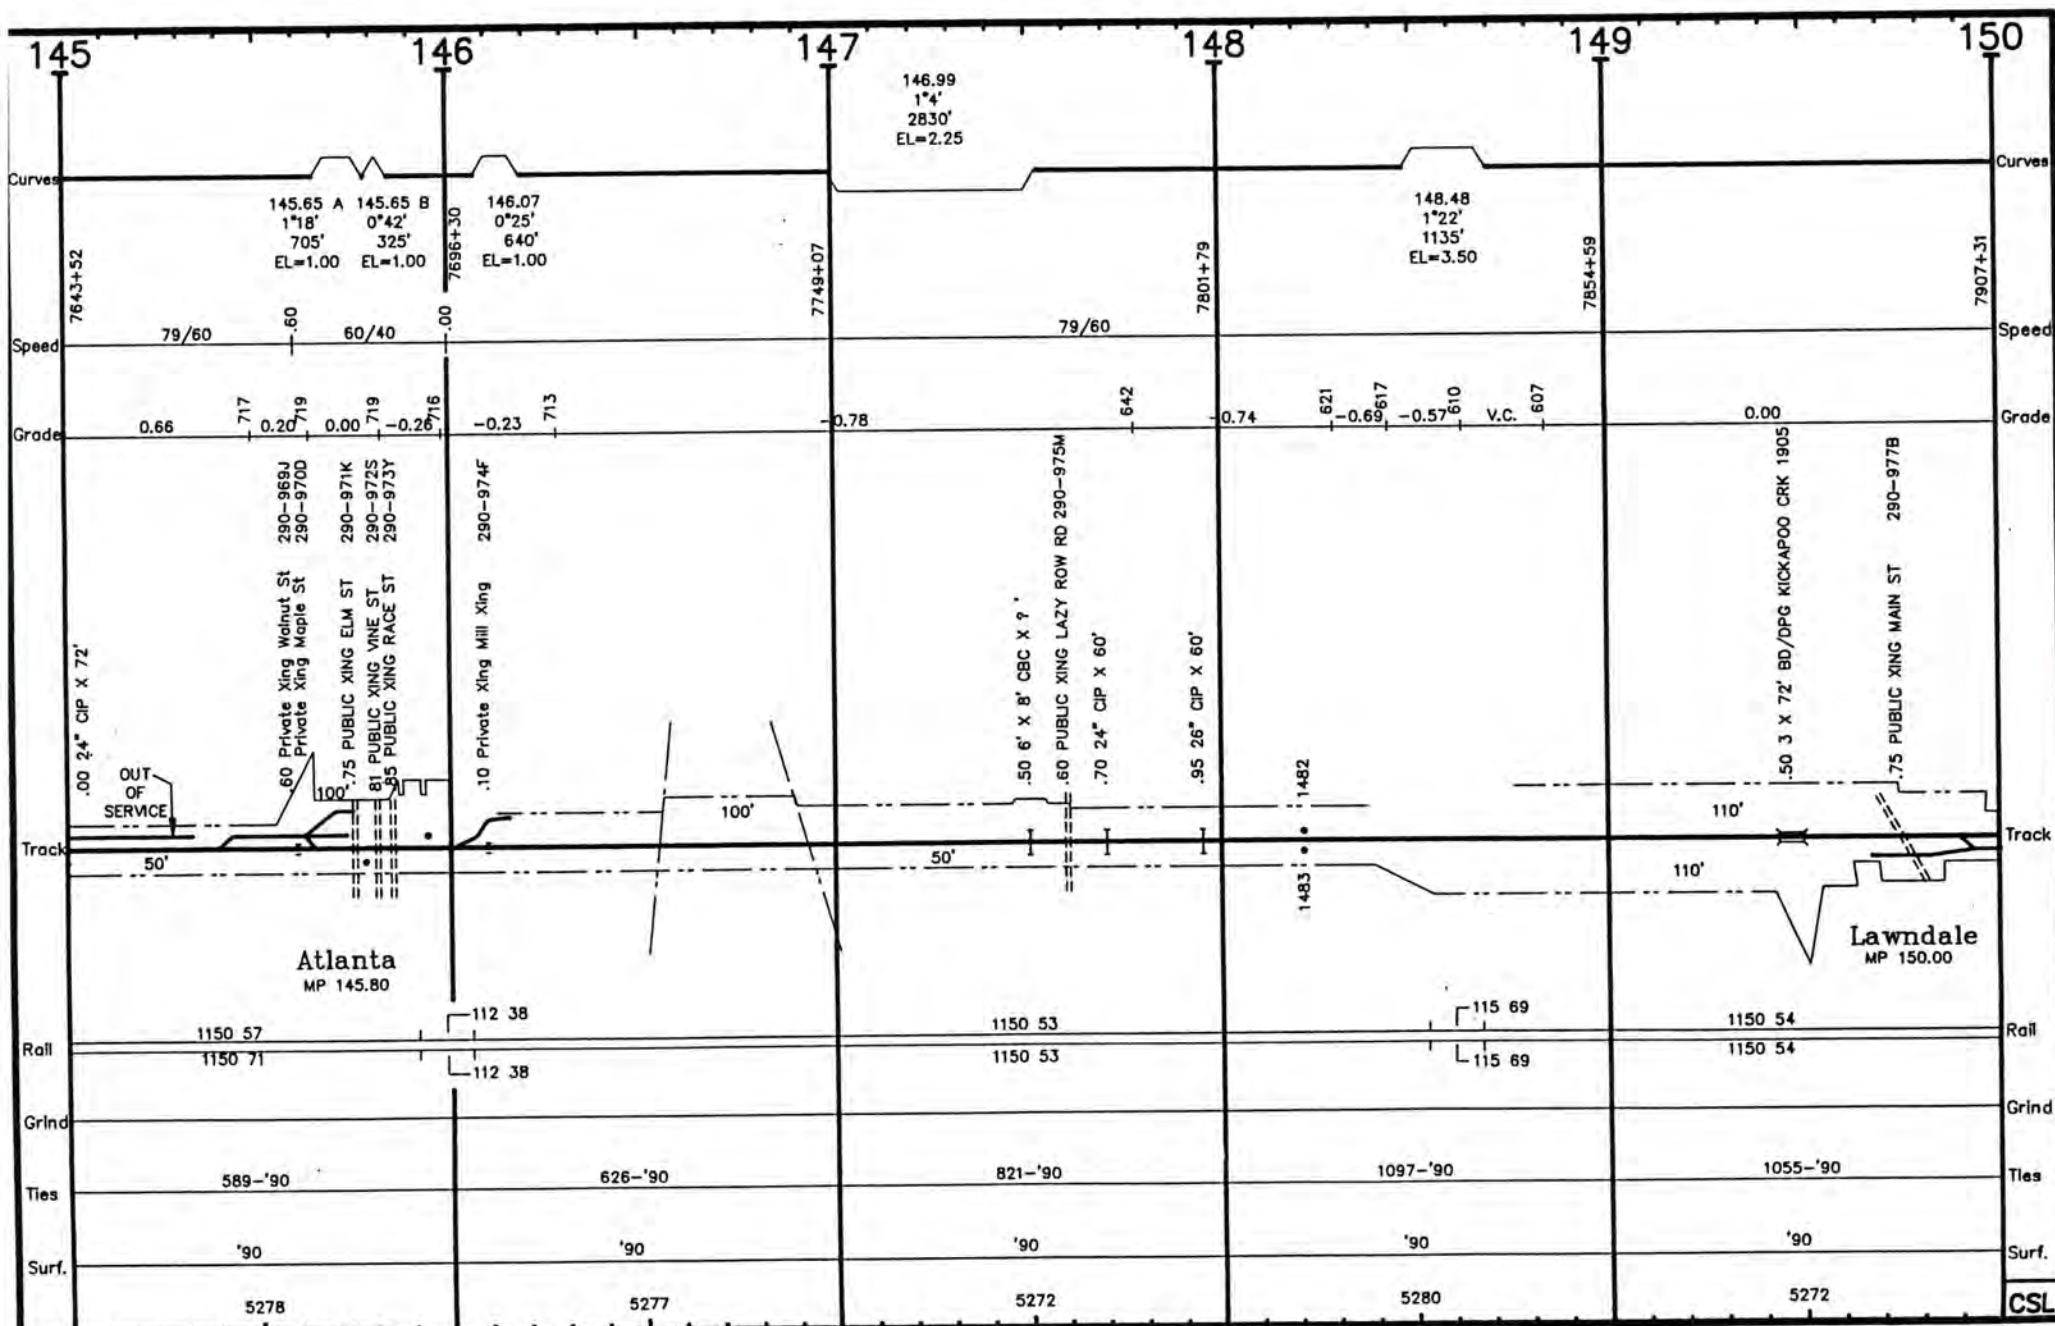 145
146
147
148
149
150
146.99
1°4'
2830'
EL=2.25
Curves
Curves
145.65 A
1°18'
705'
EL=1.00
145.65 B
0°42'
325'
EL=1.00
146.07
0°25'
640'
EL=1.00
148.48
1°22'
1135'
EL=3.50
7643+52
7696+30
7749+07
7801+79
7854+59
7907+31
Speed
79/60
.60
60/40
.00
79/60
Speed
Grade
0.66
717
0.20
719
0.00
719
-0.26
716
-0.23
713
-0.78
642
-0.74
621
-0.69
617
-0.57
610
V.C.
607
0.00
Grade
.00 24" CIP X 72'
.60 Private Xing Walnut St 290-969J
Private Xing Maple St 290-970D
.75 PUBLIC XING ELM ST 290-971K
.81 PUBLIC XING VINE ST 290-972S
.85 PUBLIC XING RACE ST 290-973Y
.10 Private Xing Mill Xing 290-974F
.50 6' X 8' CBC X ? '
.60 PUBLIC XING LAZY ROW RD 290-975M
.70 24" CIP X 60'
.95 26" CIP X 60'
.50 3 X 72' BD/DPG KICKAPOO CRK 1905
.75 PUBLIC XING MAIN ST 290-977B
OUT
OF
SERVICE
100'
100'
1482
110'
Track
50'
50'
1483
110'
Track
Atlanta
MP 145.80
Lawndale
MP 150.00
Rail
1150 57
112 38
1150 53
115 69
1150 54
Rail
1150 71
112 38
1150 53
115 69
1150 54
Grind
Grind
Ties
589-'90
626-'90
821-'90
1097-'90
1055-'90
Ties
Surf.
'90
'90
'90
'90
'90
Surf.
5278
5277
5272
5280
5272
CSL